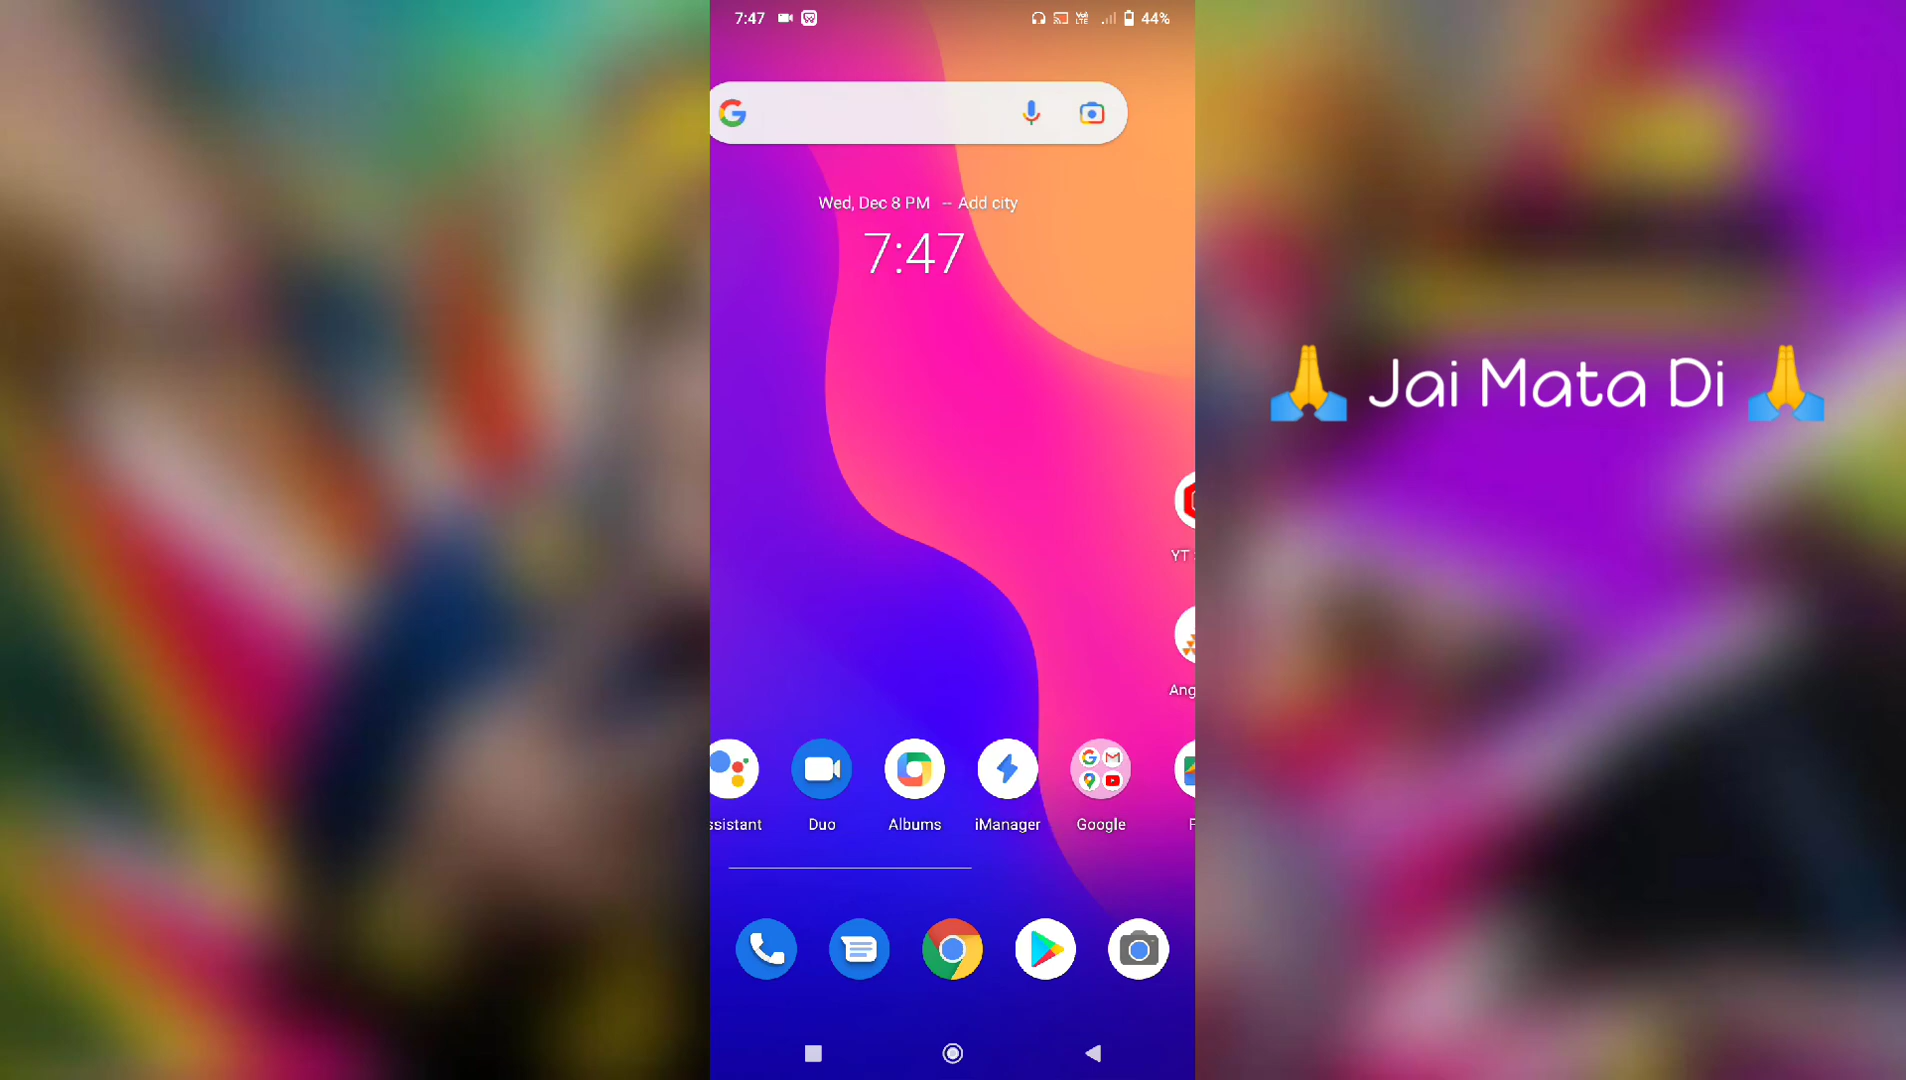 7:47
44%
Wed, Dec 8 PM -- Add city
7:47
🙏 Jai Mata Di 🙏
YT
Ang
ssistant
Duo
Albums
iManager
Google